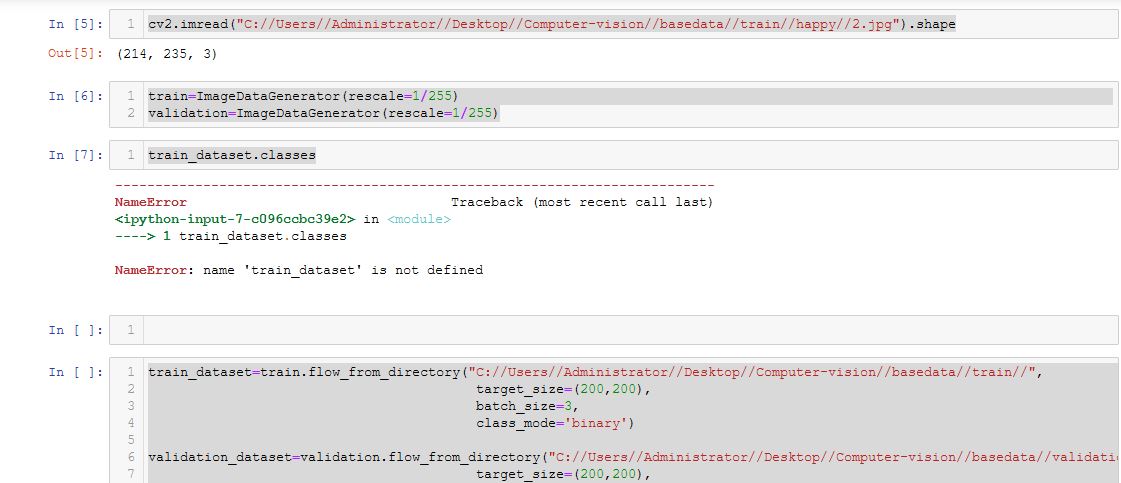 In [5]: 1 cv2.imread("C://Users//Administrator//Desktop//Computer-vision//basedata//train//happy//2.jpg").shape
Out[5]: (214, 235, 3)
In [6]: 1 train=ImageDataGenerator(rescale=1/255)
2 validation=ImageDataGenerator(rescale=1/255)
In [7]: 1 train_dataset.classes
---------------------------------------------------------------------------
NameError Traceback (most recent call last)
<ipython-input-7-c096ccbc39e2> in <module>
----> 1 train_dataset.classes
NameError: name 'train_dataset' is not defined
In [ ]: 1
In [ ]: 1 train_dataset=train.flow_from_directory("C://Users//Administrator//Desktop//Computer-vision//basedata//train//",
2 target_size=(200,200),
3 batch_size=3,
4 class_mode='binary')
5
6 validation_dataset=validation.flow_from_directory("C://Users//Administrator//Desktop//Computer-vision//basedata//validati
7 target_size=(200,200),